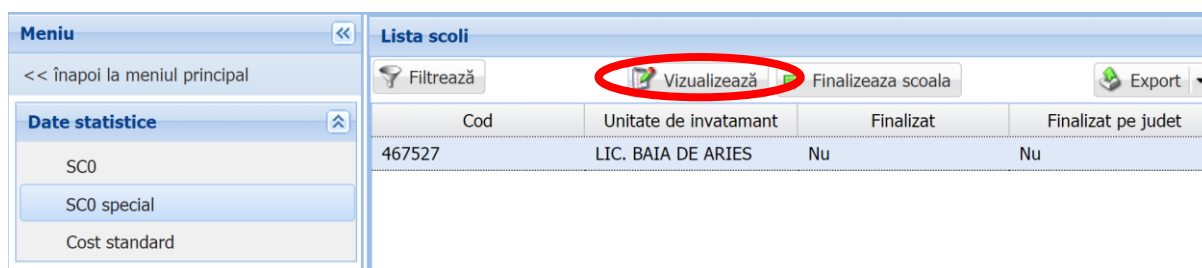 Meniu
<< înapoi la meniul principal
Date statistice
SC0
SC0 special
Cost standard
Lista scoli
Filtrează Vizualizează Finalizeaza scoala Export
Cod Unitate de invatamant Finalizat Finalizat pe judet
467527 LIC. BAIA DE ARIES Nu Nu